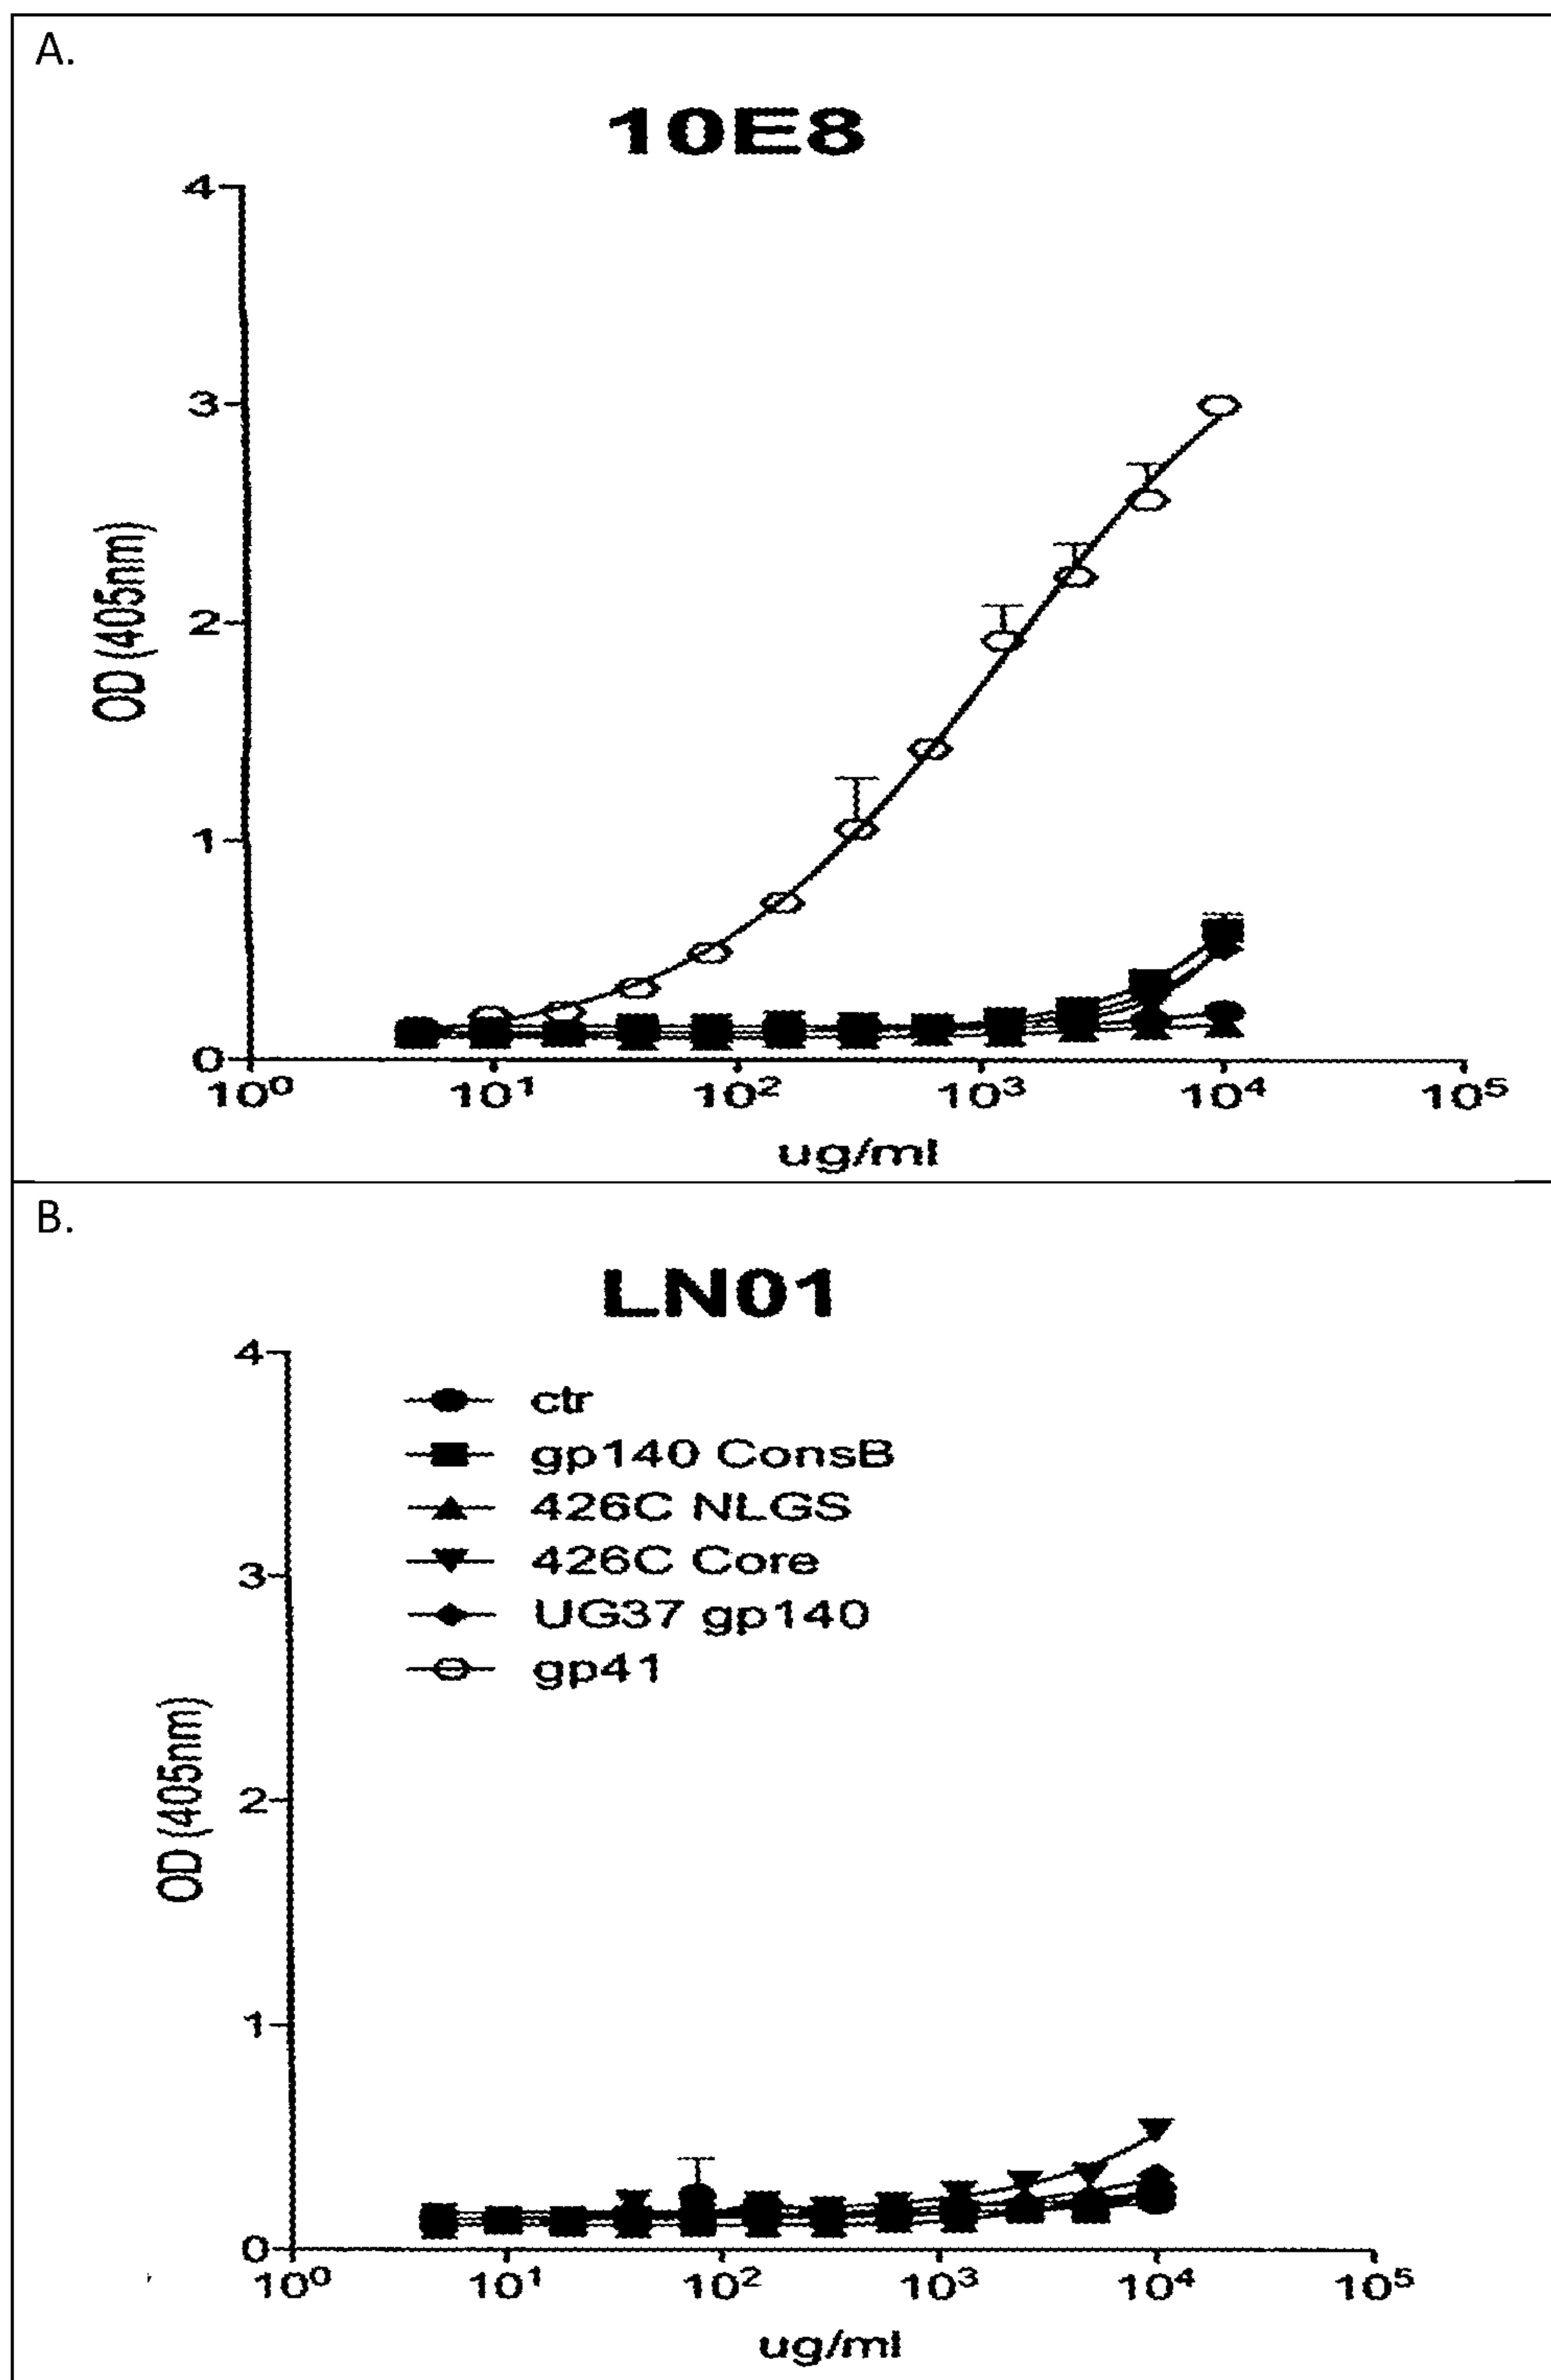 A.
10E8
4
3
2
1
0
OD (405nm)
10⁰ 10¹ 10² 10³ 10⁴ 10⁵
ug/ml
B.
LN01
4
3
2
1
0
OD (405nm)
ctr
gp140 ConsB
426C NLGS
426C Core
UG37 gp140
gp41
10⁰ 10¹ 10² 10³ 10⁴ 10⁵
ug/ml